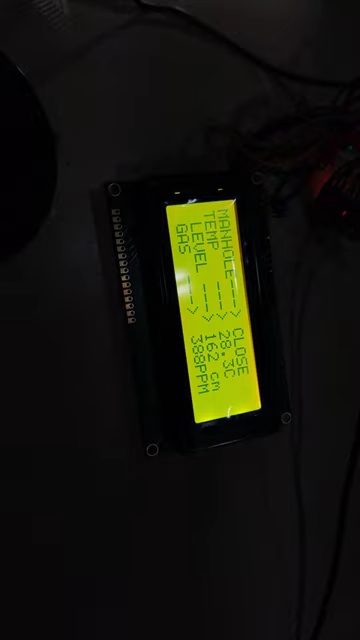 MANHOLE---> CLOSE
TEMP ---> 28.3C
LEVEL ---> 162 cm
GAS ---> 388PPM